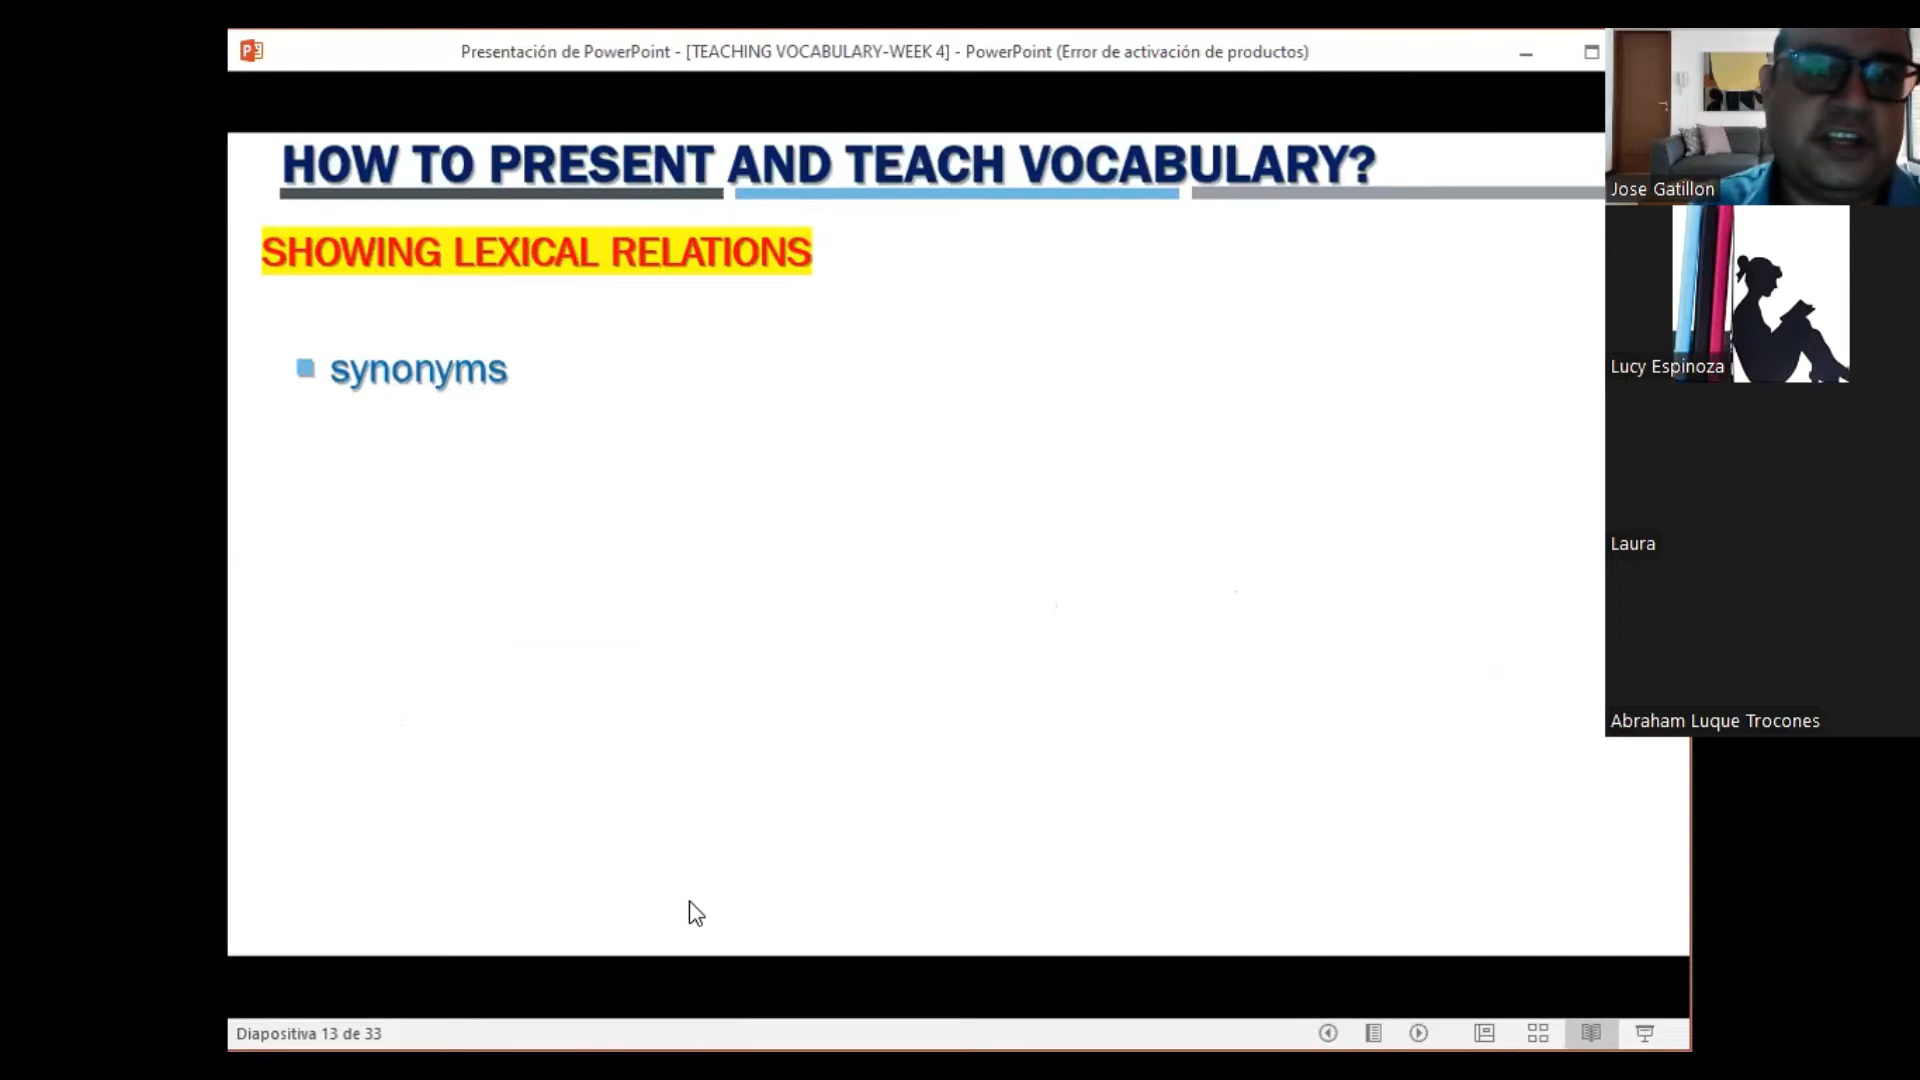 Presentación de PowerPoint - [TEACHING VOCABULARY-WEEK 4] - PowerPoint (Error de activación de productos)
HOW TO PRESENT AND TEACH VOCABULARY?
SHOWING LEXICAL RELATIONS
synonyms
Jose Gatillon
Lucy Espinoza
Laura
Abraham Luque Trocones
Diapositiva 13 de 33